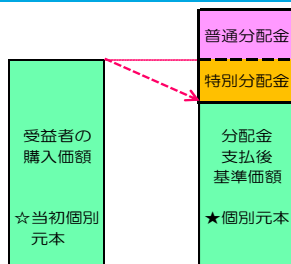 普通分配金
特別分配金
受益者の
購入価額
☆当初個別
元本
分配金
支払後
基準価額
★個別元本